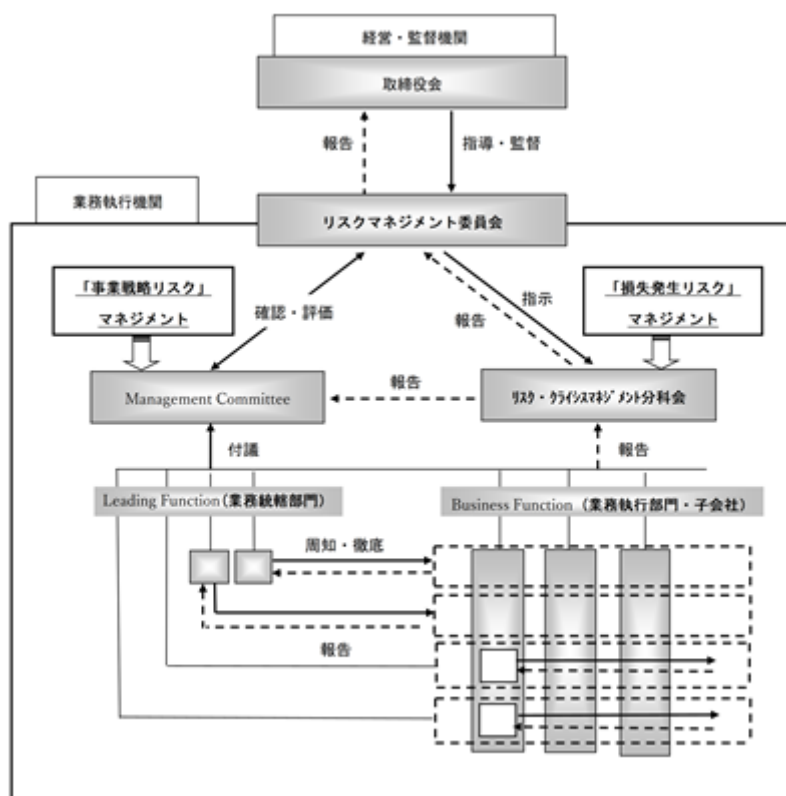 経営・監督機関
取締役会
報告
指導・監督
業務執行機関
リスクマネジメント委員会
「事業戦略リスク」
マネジメント
確認・評価
報告
指示
「損失発生リスク」
マネジメント
Management Committee
報告
ﾘｽｸ・ｸﾗｲｼｽﾏﾈｼﾞﾒﾝﾄ分科会
付議
報告
Leading Function(業務統轄部門)
Business Function (業務執行部門・子会社)
周知・徹底
報告